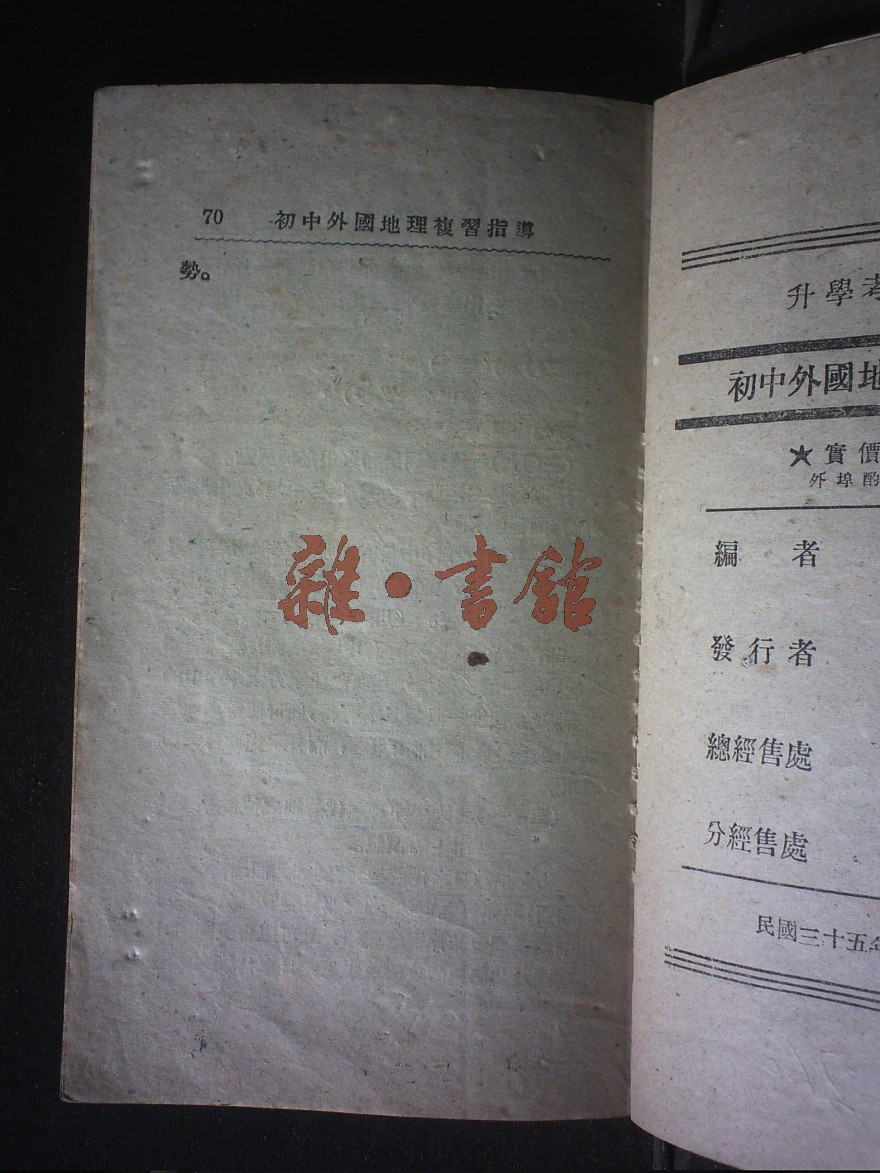 70 初中外國地理複習指導
勢。
雜·書館
升學考
初中外國地
★實價
外埠酌
編 者
發行者
總經售處
分經售處
民國三十五年